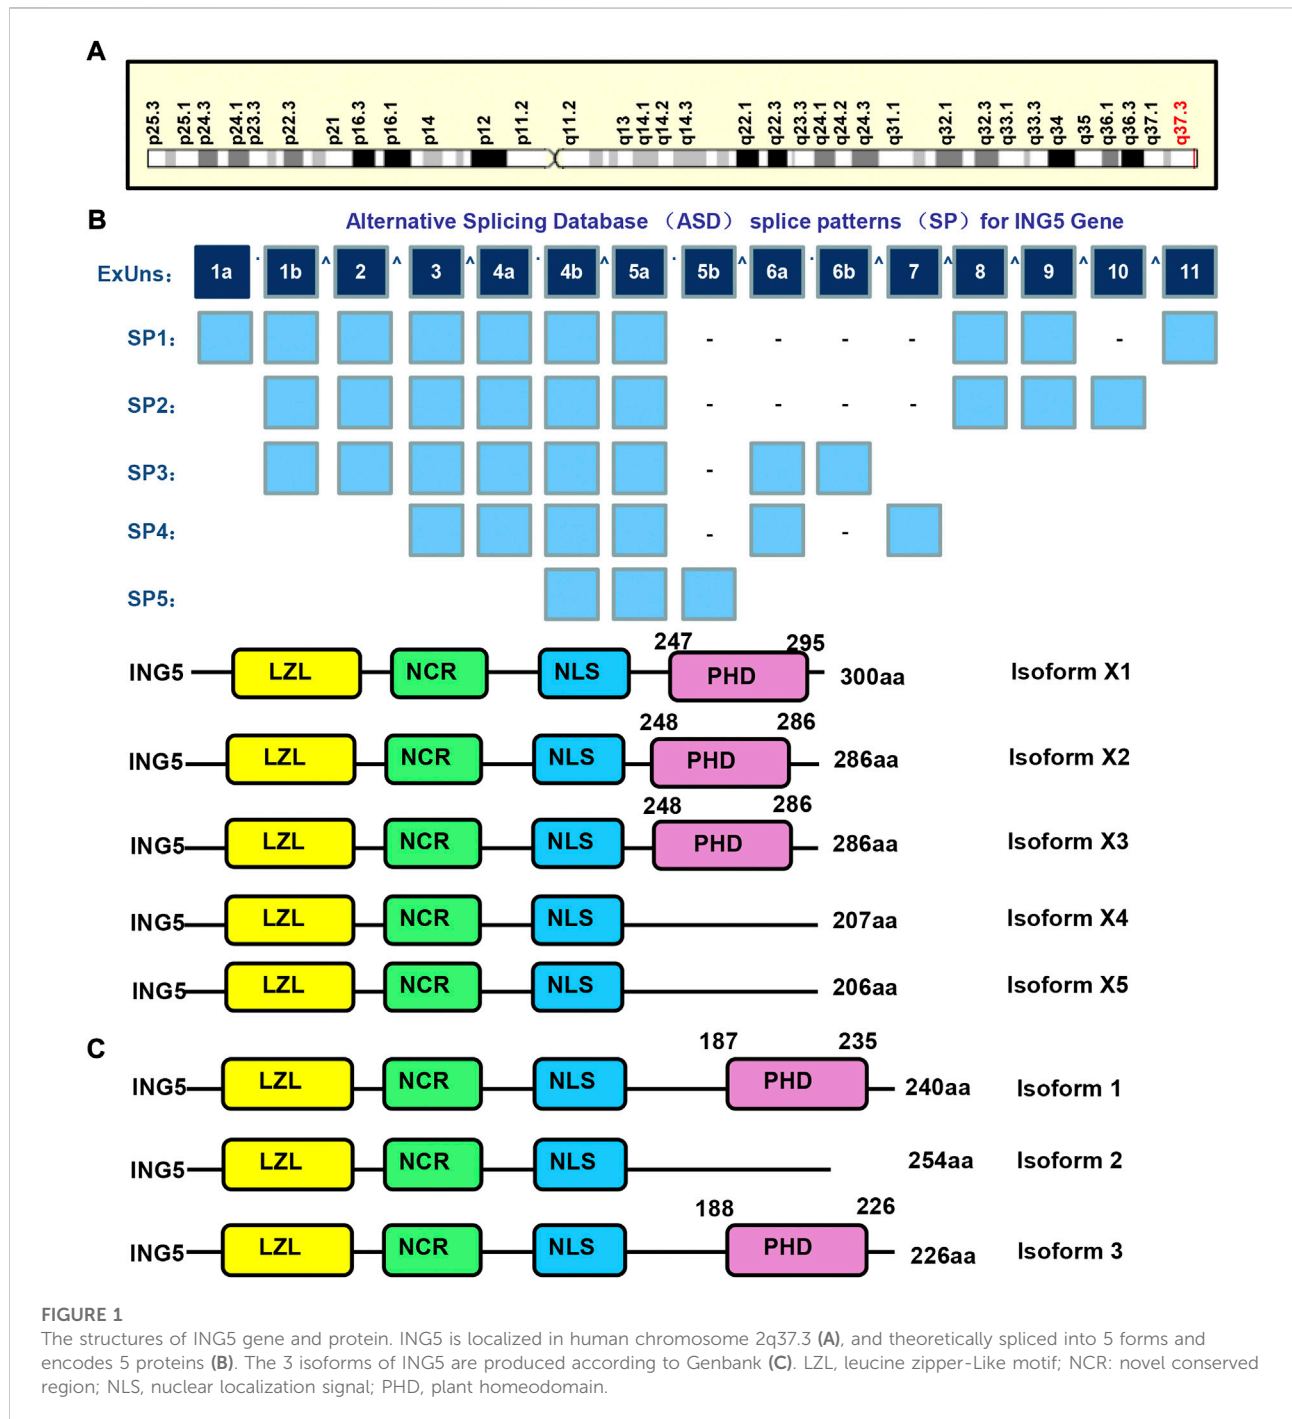 A
p25.3 p25.1 p24.3 p24.1 p23.3 p22.3 p21 p16.3 p16.1 p14 p12 p11.2 q11.2 q13 q14.1 q14.2 q14.3 q22.1 q22.3 q23.3 q24.1 q24.2 q24.3 q31.1 q32.1 q32.3 q33.1 q33.3 q34 q35 q36.1 q36.3 q37.1 q37.3
B
Alternative Splicing Database （ASD） splice patterns （SP）for ING5 Gene
ExUns： 1a · 1b ^ 2 ^ 3 ^ 4a · 4b ^ 5a · 5b ^ 6a · 6b ^ 7 ^ 8 ^ 9 ^ 10 ^ 11
SP1： - - - - -
SP2： - - - -
SP3： -
SP4： - -
SP5：
247 295
ING5 LZL NCR NLS PHD 300aa Isoform X1
248 286
ING5 LZL NCR NLS PHD 286aa Isoform X2
248 286
ING5 LZL NCR NLS PHD 286aa Isoform X3
ING5 LZL NCR NLS 207aa Isoform X4
ING5 LZL NCR NLS 206aa Isoform X5
C
187 235
ING5 LZL NCR NLS PHD 240aa Isoform 1
ING5 LZL NCR NLS 254aa Isoform 2
188 226
ING5 LZL NCR NLS PHD 226aa Isoform 3
FIGURE 1
The structures of ING5 gene and protein. ING5 is localized in human chromosome 2q37.3 (A), and theoretically spliced into 5 forms and
encodes 5 proteins (B). The 3 isoforms of ING5 are produced according to Genbank (C). LZL, leucine zipper-Like motif; NCR: novel conserved
region; NLS, nuclear localization signal; PHD, plant homeodomain.